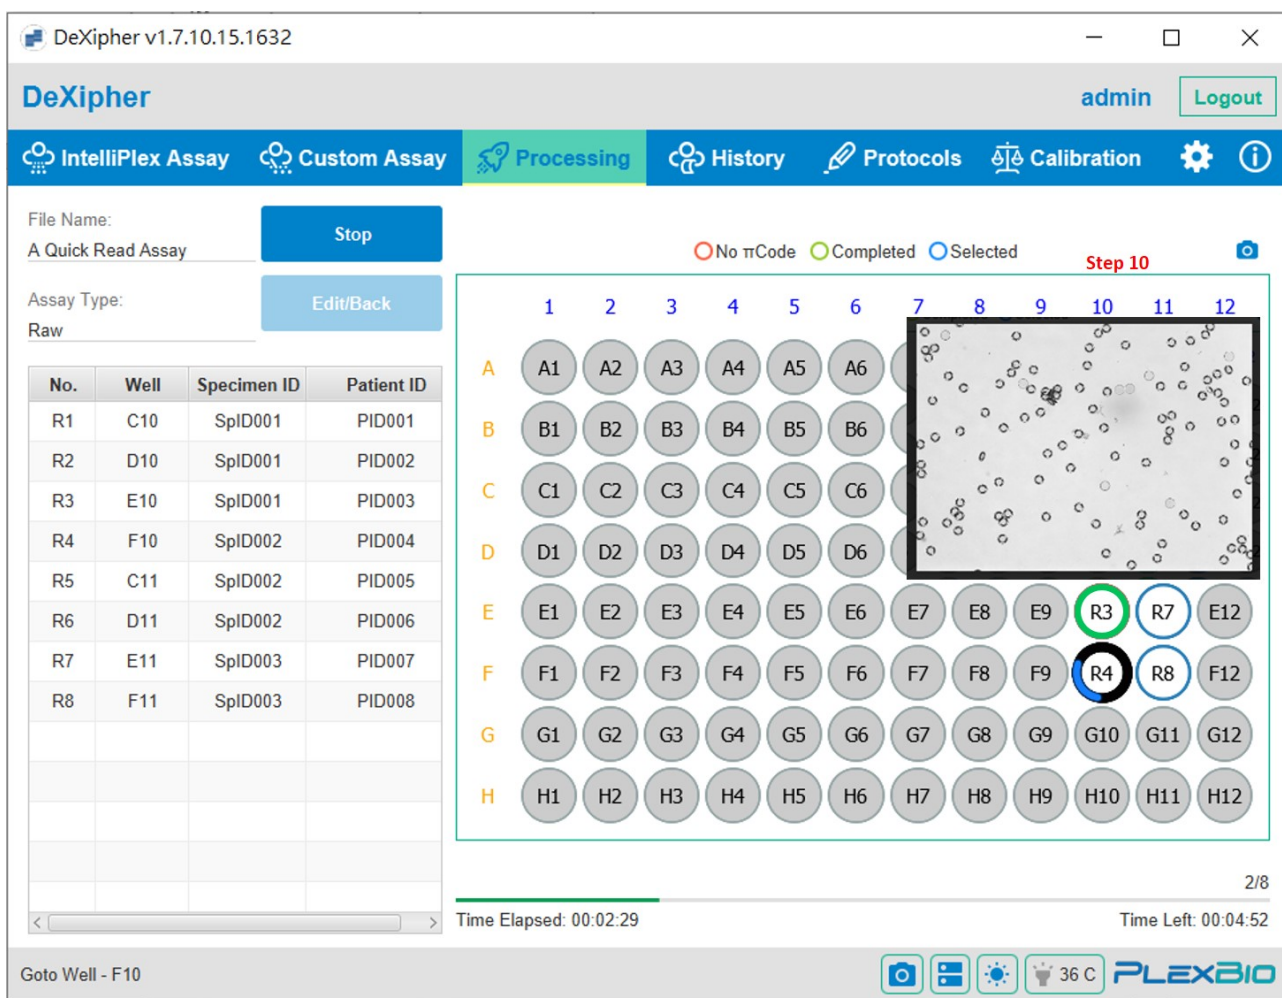 DeXipher v1.7.10.15.1632
DeXipher
admin
Logout
IntelliPlex Assay
Custom Assay
Processing
History
Protocols
Calibration
File Name:
A Quick Read Assay
Stop
Assay Type:
Raw
Edit/Back
No πCode
Completed
Selected
Step 10
No. Well Specimen ID Patient ID
R1 C10 SpID001 PID001
R2 D10 SpID001 PID002
R3 E10 SpID001 PID003
R4 F10 SpID002 PID004
R5 C11 SpID002 PID005
R6 D11 SpID002 PID006
R7 E11 SpID003 PID007
R8 F11 SpID003 PID008
1 2 3 4 5 6 7 8 9 10 11 12
A A1 A2 A3 A4 A5 A6
B B1 B2 B3 B4 B5 B6
C C1 C2 C3 C4 C5 C6
D D1 D2 D3 D4 D5 D6
E E1 E2 E3 E4 E5 E6 E7 E8 E9 R3 R7 E12
F F1 F2 F3 F4 F5 F6 F7 F8 F9 R4 R8 F12
G G1 G2 G3 G4 G5 G6 G7 G8 G9 G10 G11 G12
H H1 H2 H3 H4 H5 H6 H7 H8 H9 H10 H11 H12
2/8
Time Elapsed: 00:02:29
Time Left: 00:04:52
Goto Well - F10
36 C
PLEXBIO